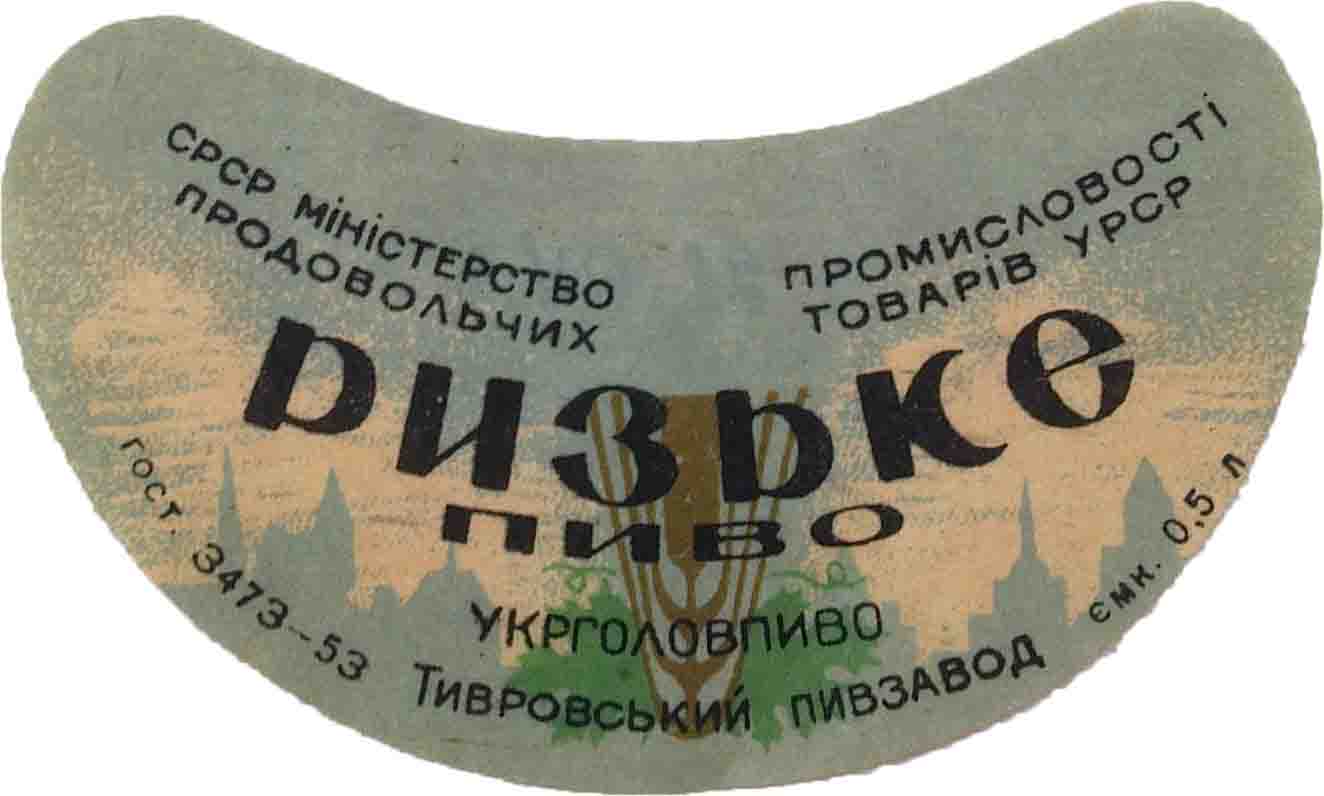 СРСР МІНІСТЕРСТВО ПРОМИСЛОВОСТІ
ПРОДОВОЛЬЧИХ ТОВАРІВ УРСР
РИЗЬКЕ
ПИВО
УКРГОЛОВПИВО
ГОСТ. 3473-53 ТИВРОВСЬКИЙ ПИВЗАВОД ЄМК. 0,5 Л